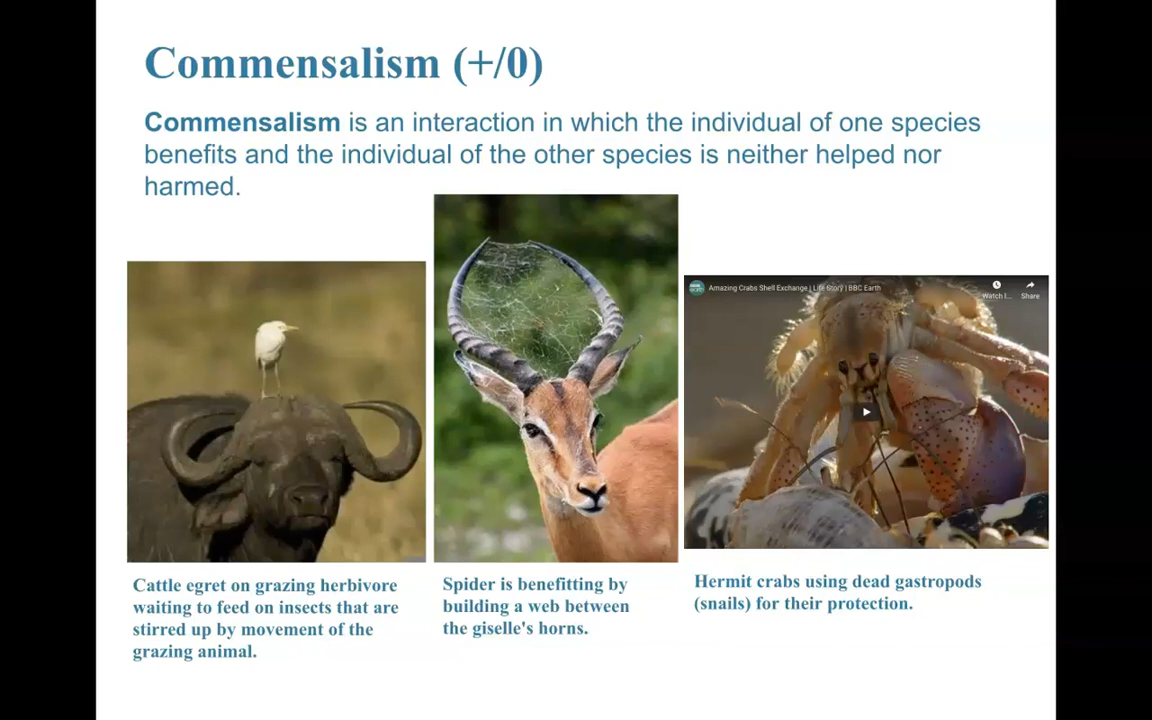 Commensalism (+/0)
Commensalism is an interaction in which the individual of one species
benefits and the individual of the other species is neither helped nor
harmed.
Amazing Crabs Shell Exchange | Life Story | BBC Earth
Watch l...
Share
Cattle egret on grazing herbivore
waiting to feed on insects that are
stirred up by movement of the
grazing animal.
Spider is benefitting by
building a web between
the giselle's horns.
Hermit crabs using dead gastropods
(snails) for their protection.